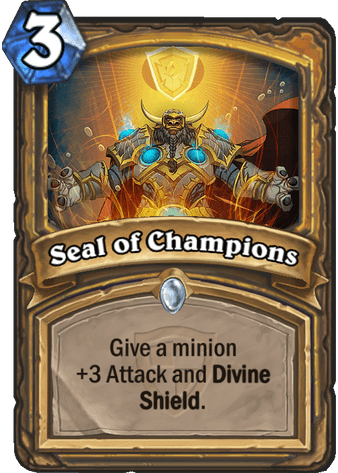 3
Seal of Champions
Give a minion
+3 Attack and Divine
Shield.